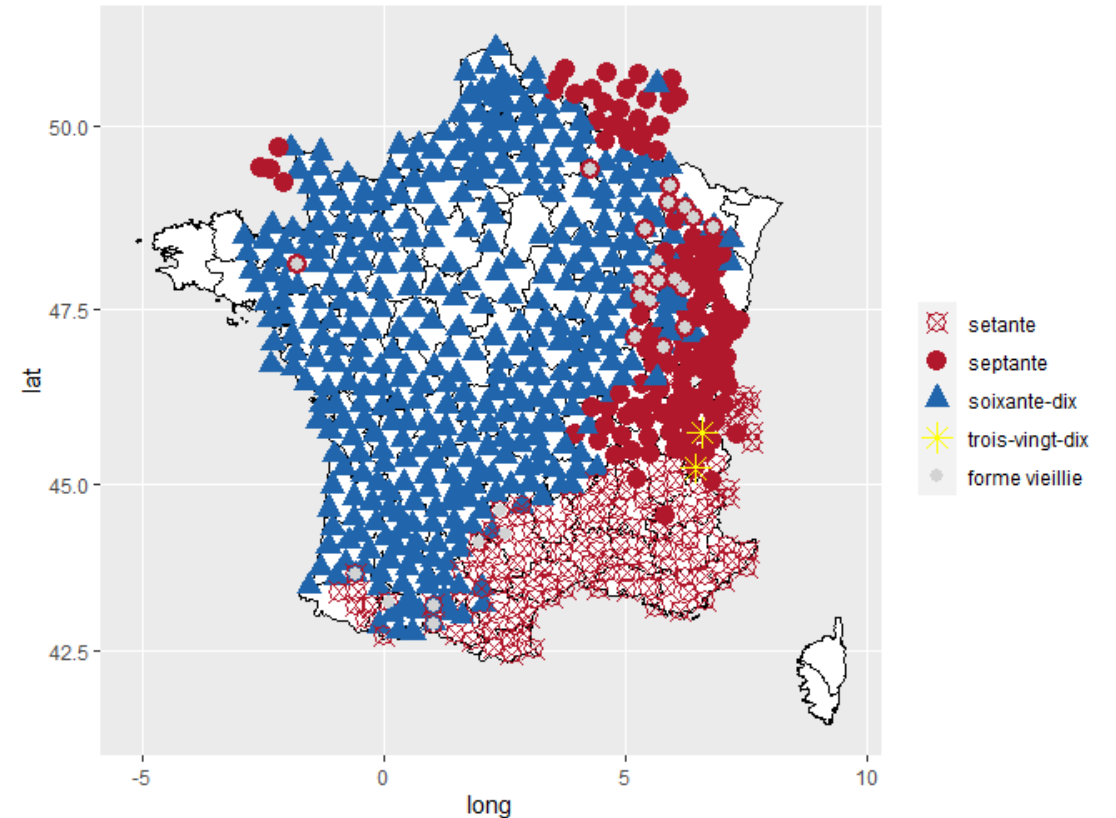 50.0
47.5
45.0
42.5
lat
-5
0
5
10
long
setante
septante
soixante-dix
trois-vingt-dix
forme vieillie